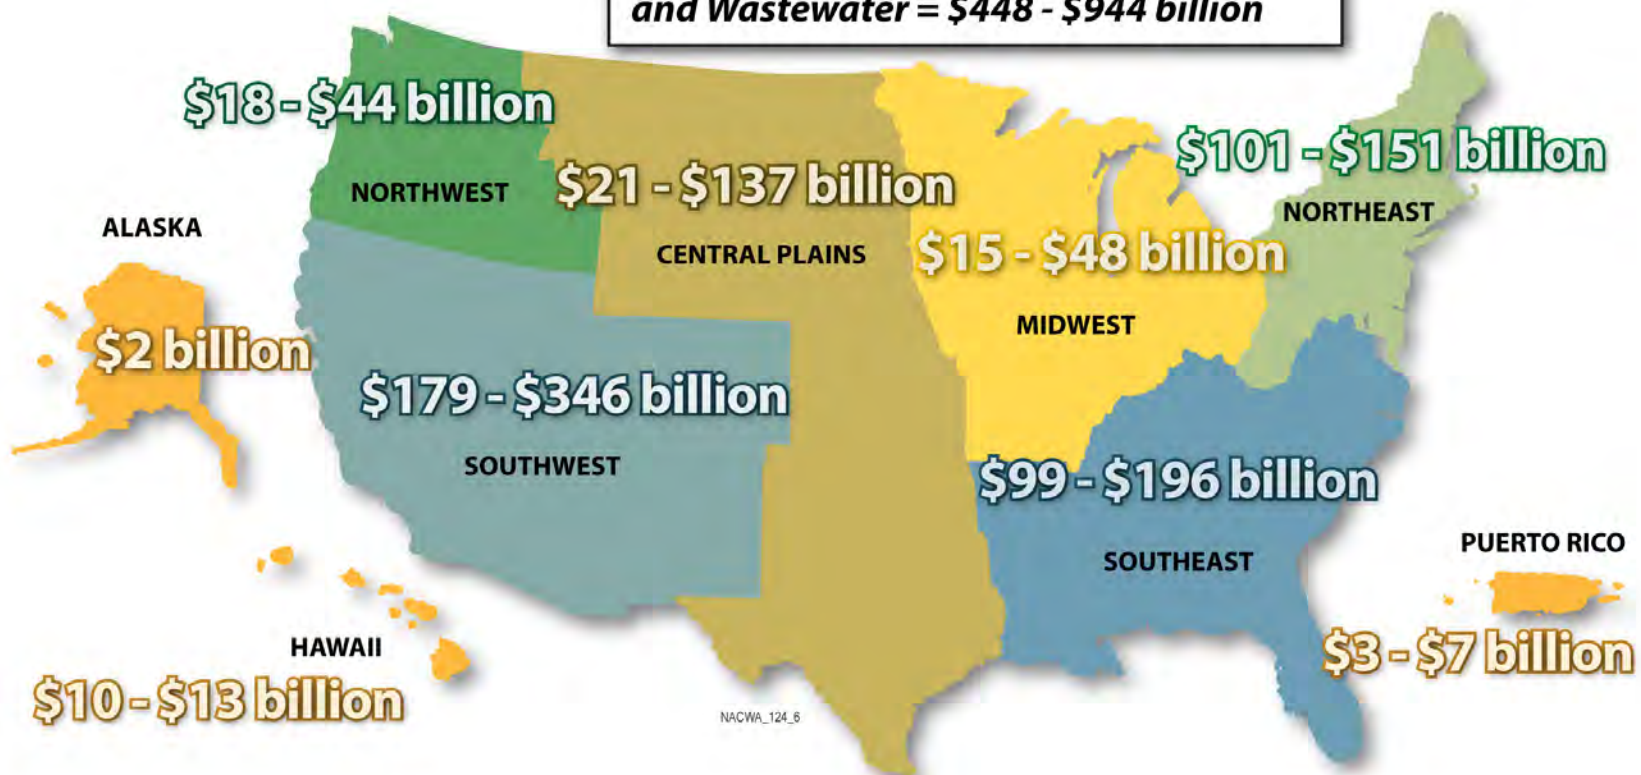 and Wastewater = $448 - $944 billion
$18 - $44 billion
NORTHWEST
$21 - $137 billion
CENTRAL PLAINS
$101 - $151 billion
NORTHEAST
$15 - $48 billion
MIDWEST
ALASKA
$2 billion
$179 - $346 billion
SOUTHWEST
$99 - $196 billion
SOUTHEAST
PUERTO RICO
$3 - $7 billion
HAWAII
$10 - $13 billion
NACWA_124_6